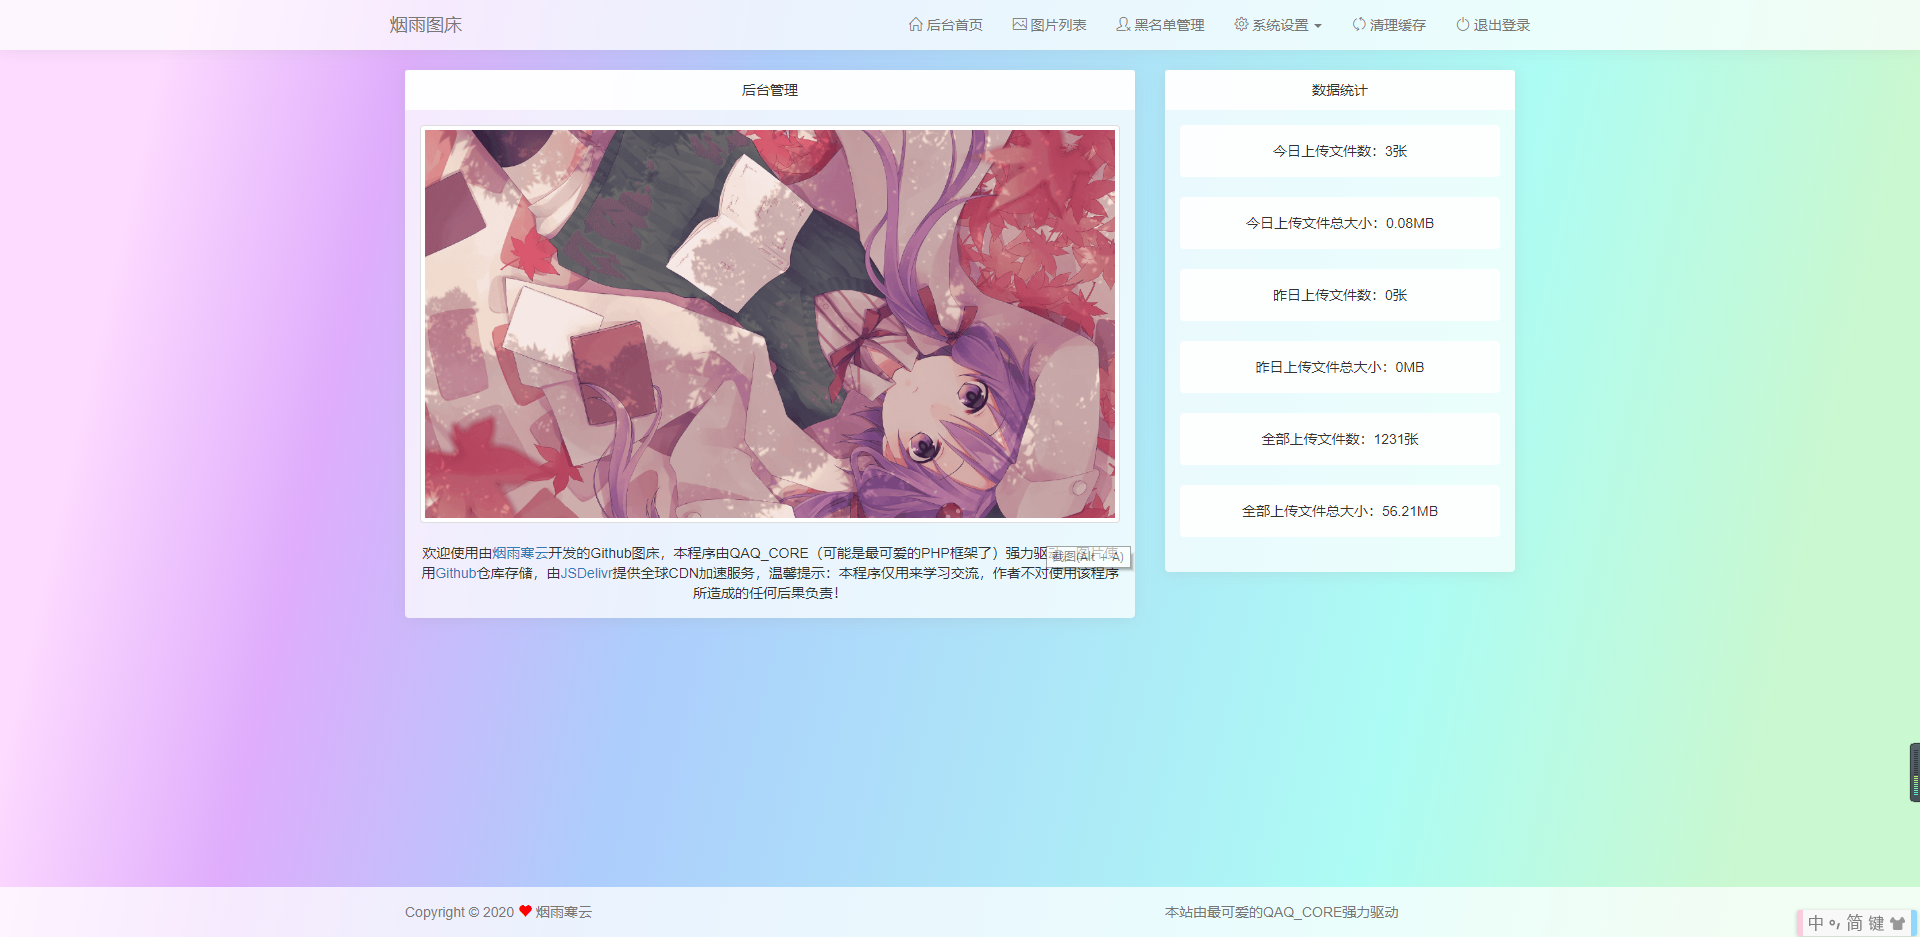 烟雨图床
后台首页
图片列表
黑名单管理
系统设置
清理缓存
退出登录
后台管理
欢迎使用由烟雨寒云开发的Github图床，本程序由QAQ_CORE（可能是最可爱的PHP框架了）强力驱
用Github仓库存储，由JSDelivr提供全球CDN加速服务，温馨提示：本程序仅用来学习交流，作者不对使用该程序
所造成的任何后果负责！
截图(Alt + A)
数据统计
今日上传文件数：3张
今日上传文件总大小：0.08MB
昨日上传文件数：0张
昨日上传文件总大小：0MB
全部上传文件数：1231张
全部上传文件总大小：56.21MB
Copyright © 2020 ❤ 烟雨寒云
本站由最可爱的QAQ_CORE强力驱动
中 简 键